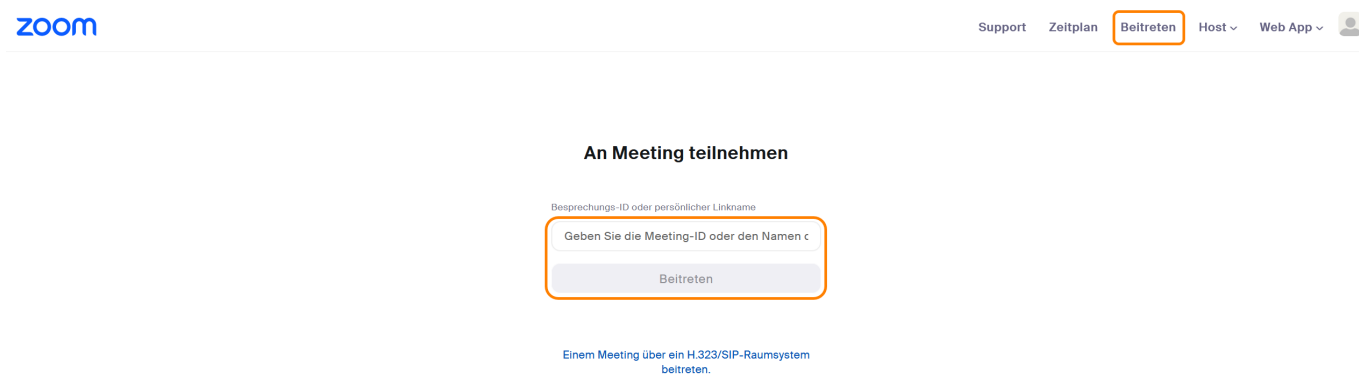 zoom
Support Zeitplan Beitreten Host Web App
An Meeting teilnehmen
Besprechungs-ID oder persönlicher Linkname
Geben Sie die Meeting-ID oder den Namen
Beitreten
Einem Meeting über ein H.323/SIP-Raumsystem
beitreten.